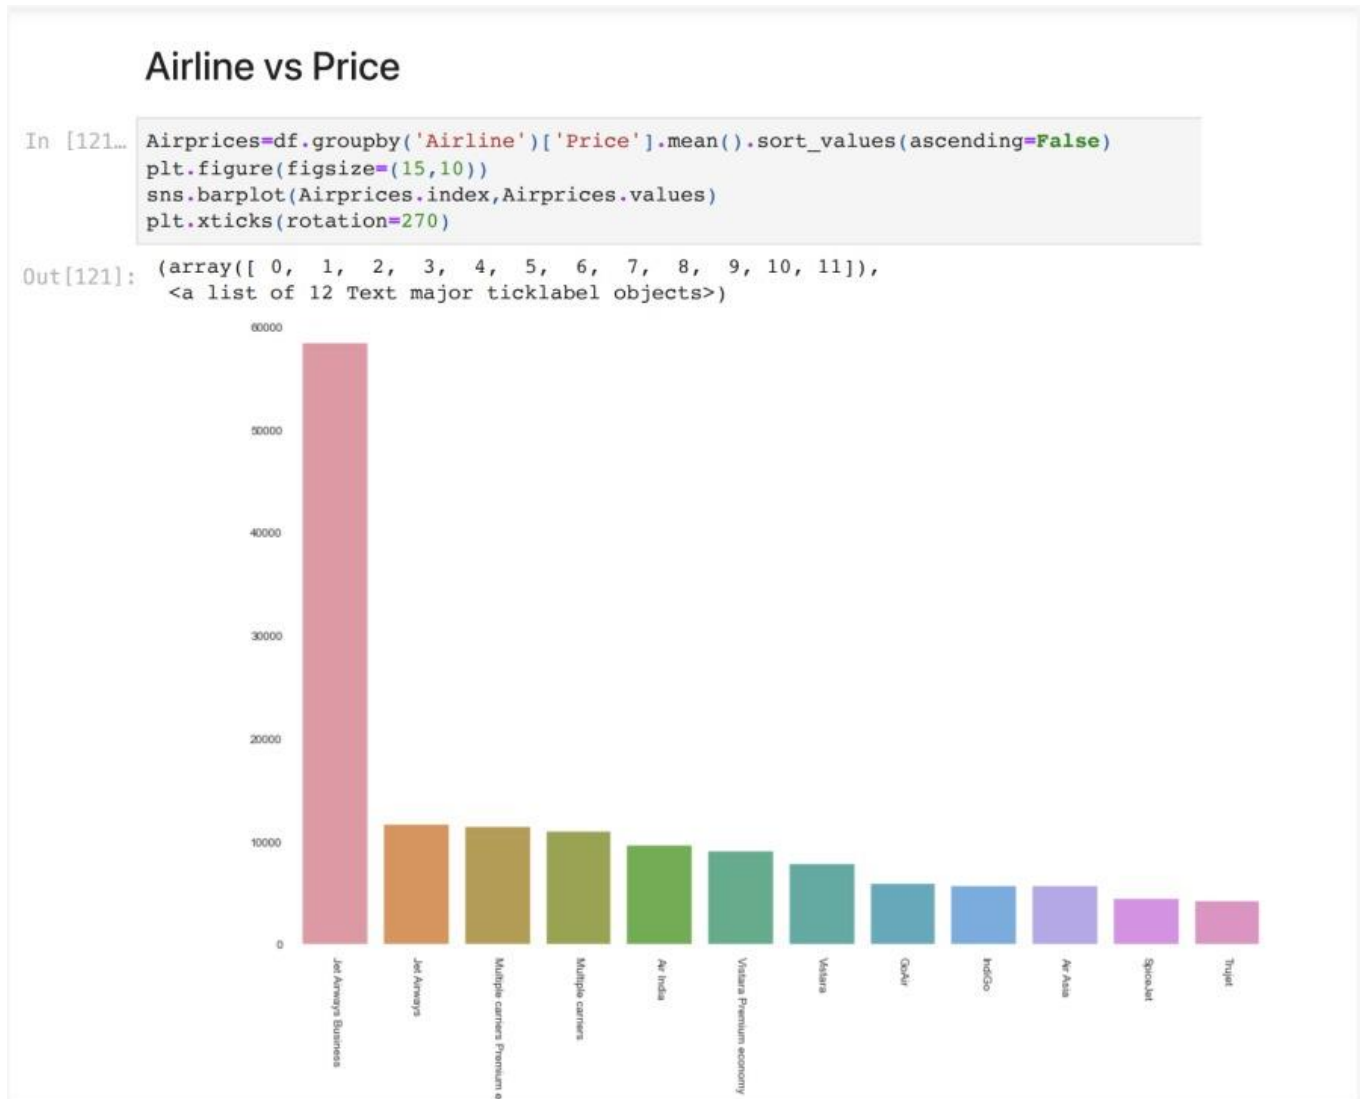 Airline vs Price
In [121…
Airprices=df.groupby('Airline')['Price'].mean().sort_values(ascending=False)
plt.figure(figsize=(15,10))
sns.barplot(Airprices.index,Airprices.values)
plt.xticks(rotation=270)
Out[121]:
(array([ 0, 1, 2, 3, 4, 5, 6, 7, 8, 9, 10, 11]),
<a list of 12 Text major ticklabel objects>)
60000
50000
40000
30000
20000
10000
0
Jet Airways Business
Jet Airways
Multiple carriers Premium e
Multiple carriers
Air India
Vistara Premium economy
Vistara
GoAir
IndiGo
Air Asia
SpiceJet
Trujet